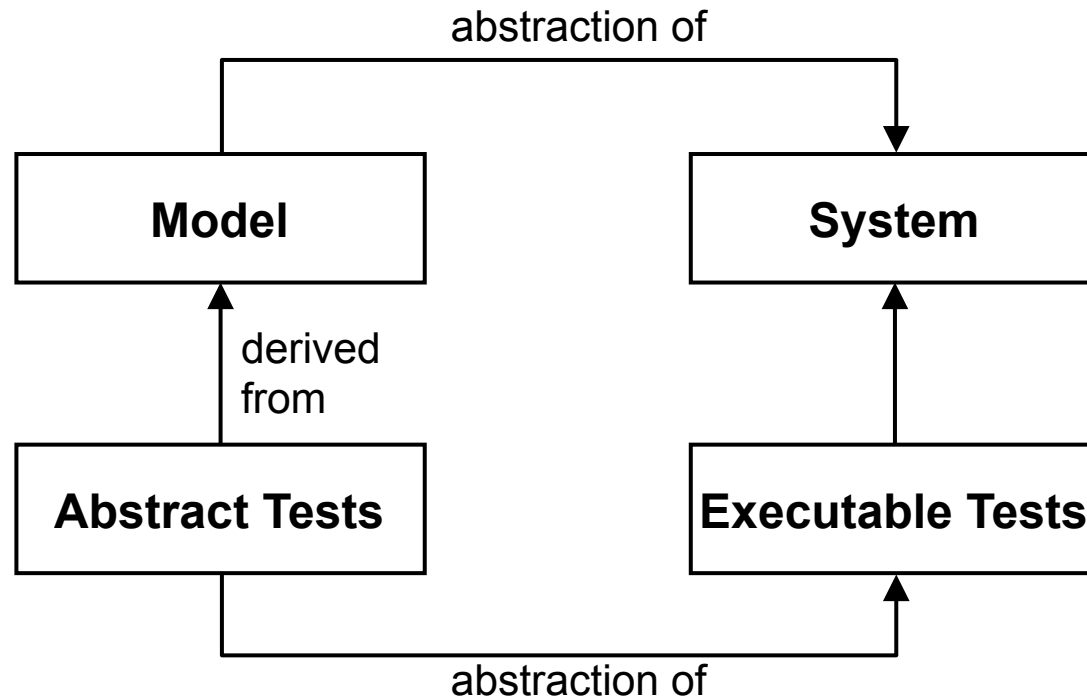 abstraction of
Model
System
derived
from
Abstract Tests
Executable Tests
abstraction of